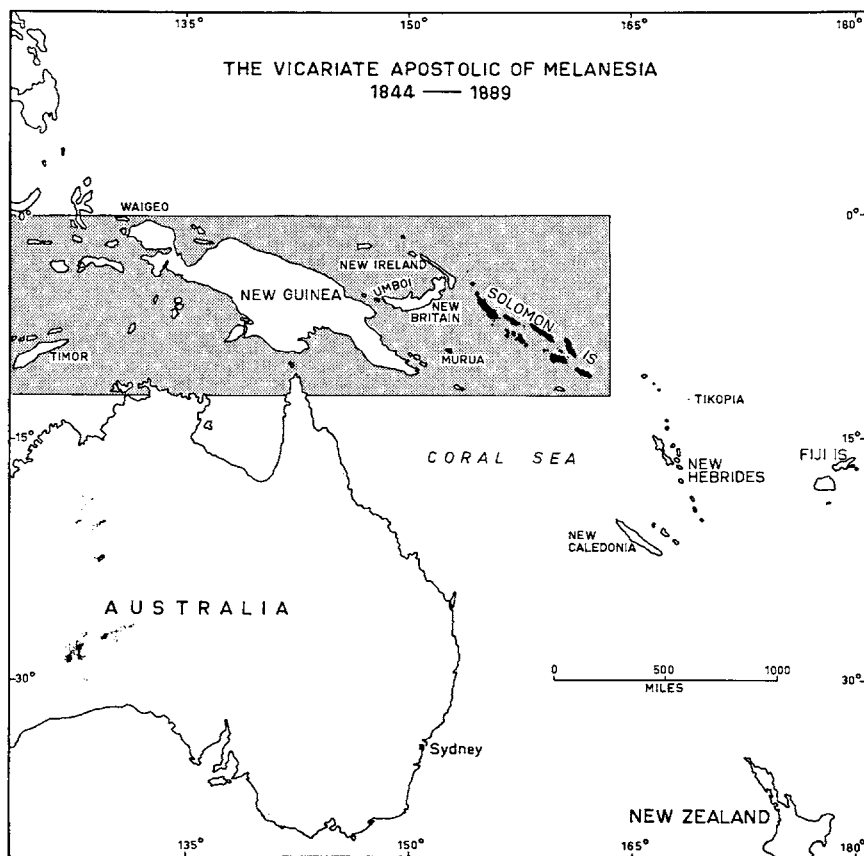 135°
150°
165°
180°
THE VICARIATE APOSTOLIC OF MELANESIA
1844 — 1889
WAIGEO
0°
0°
NEW IRELAND
NEW GUINEA
UMBOI
NEW
BRITAIN
SOLOMON
IS
TIMOR
MURUA
TIKOPIA
15°
15°
CORAL SEA
FIJI IS
NEW
HEBRIDES
NEW
CALEDONIA
AUSTRALIA
30°
0
500
1000
MILES
30°
Sydney
NEW ZEALAND
135°
150°
165°
180°